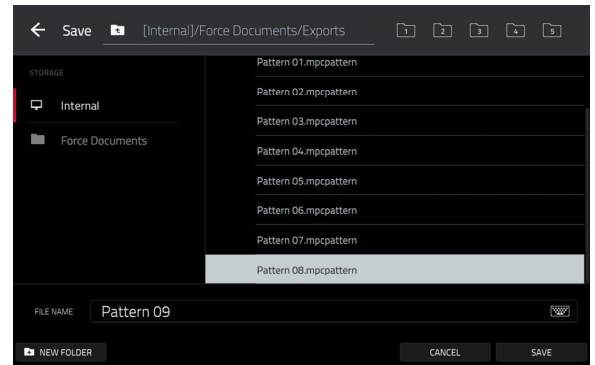 Save [Internal]/Force Documents/Exports 1 2 3 4 5
STORAGE
Internal
Force Documents
Pattern 01.mpcpattern
Pattern 02.mpcpattern
Pattern 03.mpcpattern
Pattern 04.mpcpattern
Pattern 05.mpcpattern
Pattern 06.mpcpattern
Pattern 07.mpcpattern
Pattern 08.mpcpattern
FILE NAME Pattern 09
NEW FOLDER CANCEL SAVE